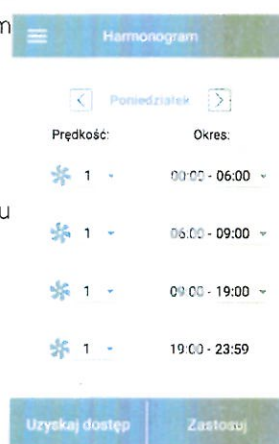 m
Harmonogram
< Poniedziałek >
Prędkość: Okres:
1 00:00 - 06:00
u
1 06:00 - 09:00
1 09:00 - 19:00
1 19:00 - 23:59
Uzyskaj dostęp Zastosuj